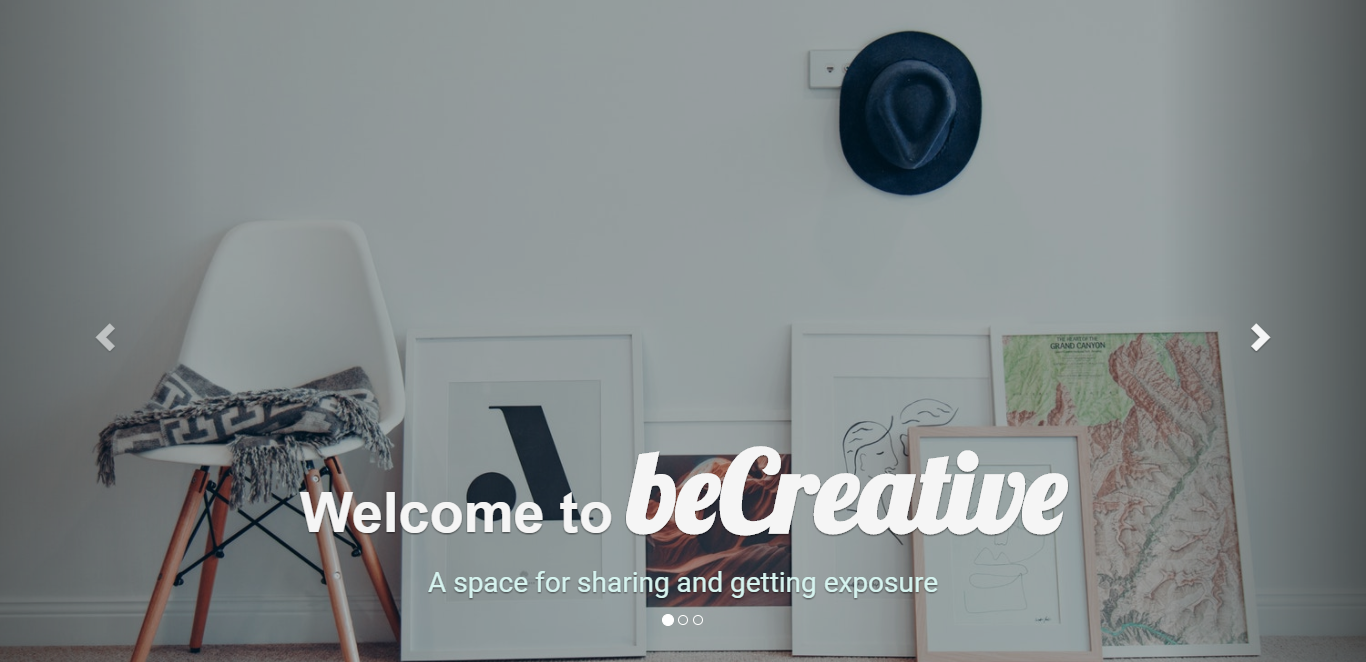 THE HEART OF THE
GRAND CANYON
Welcome to beCreative
A space for sharing and getting exposure